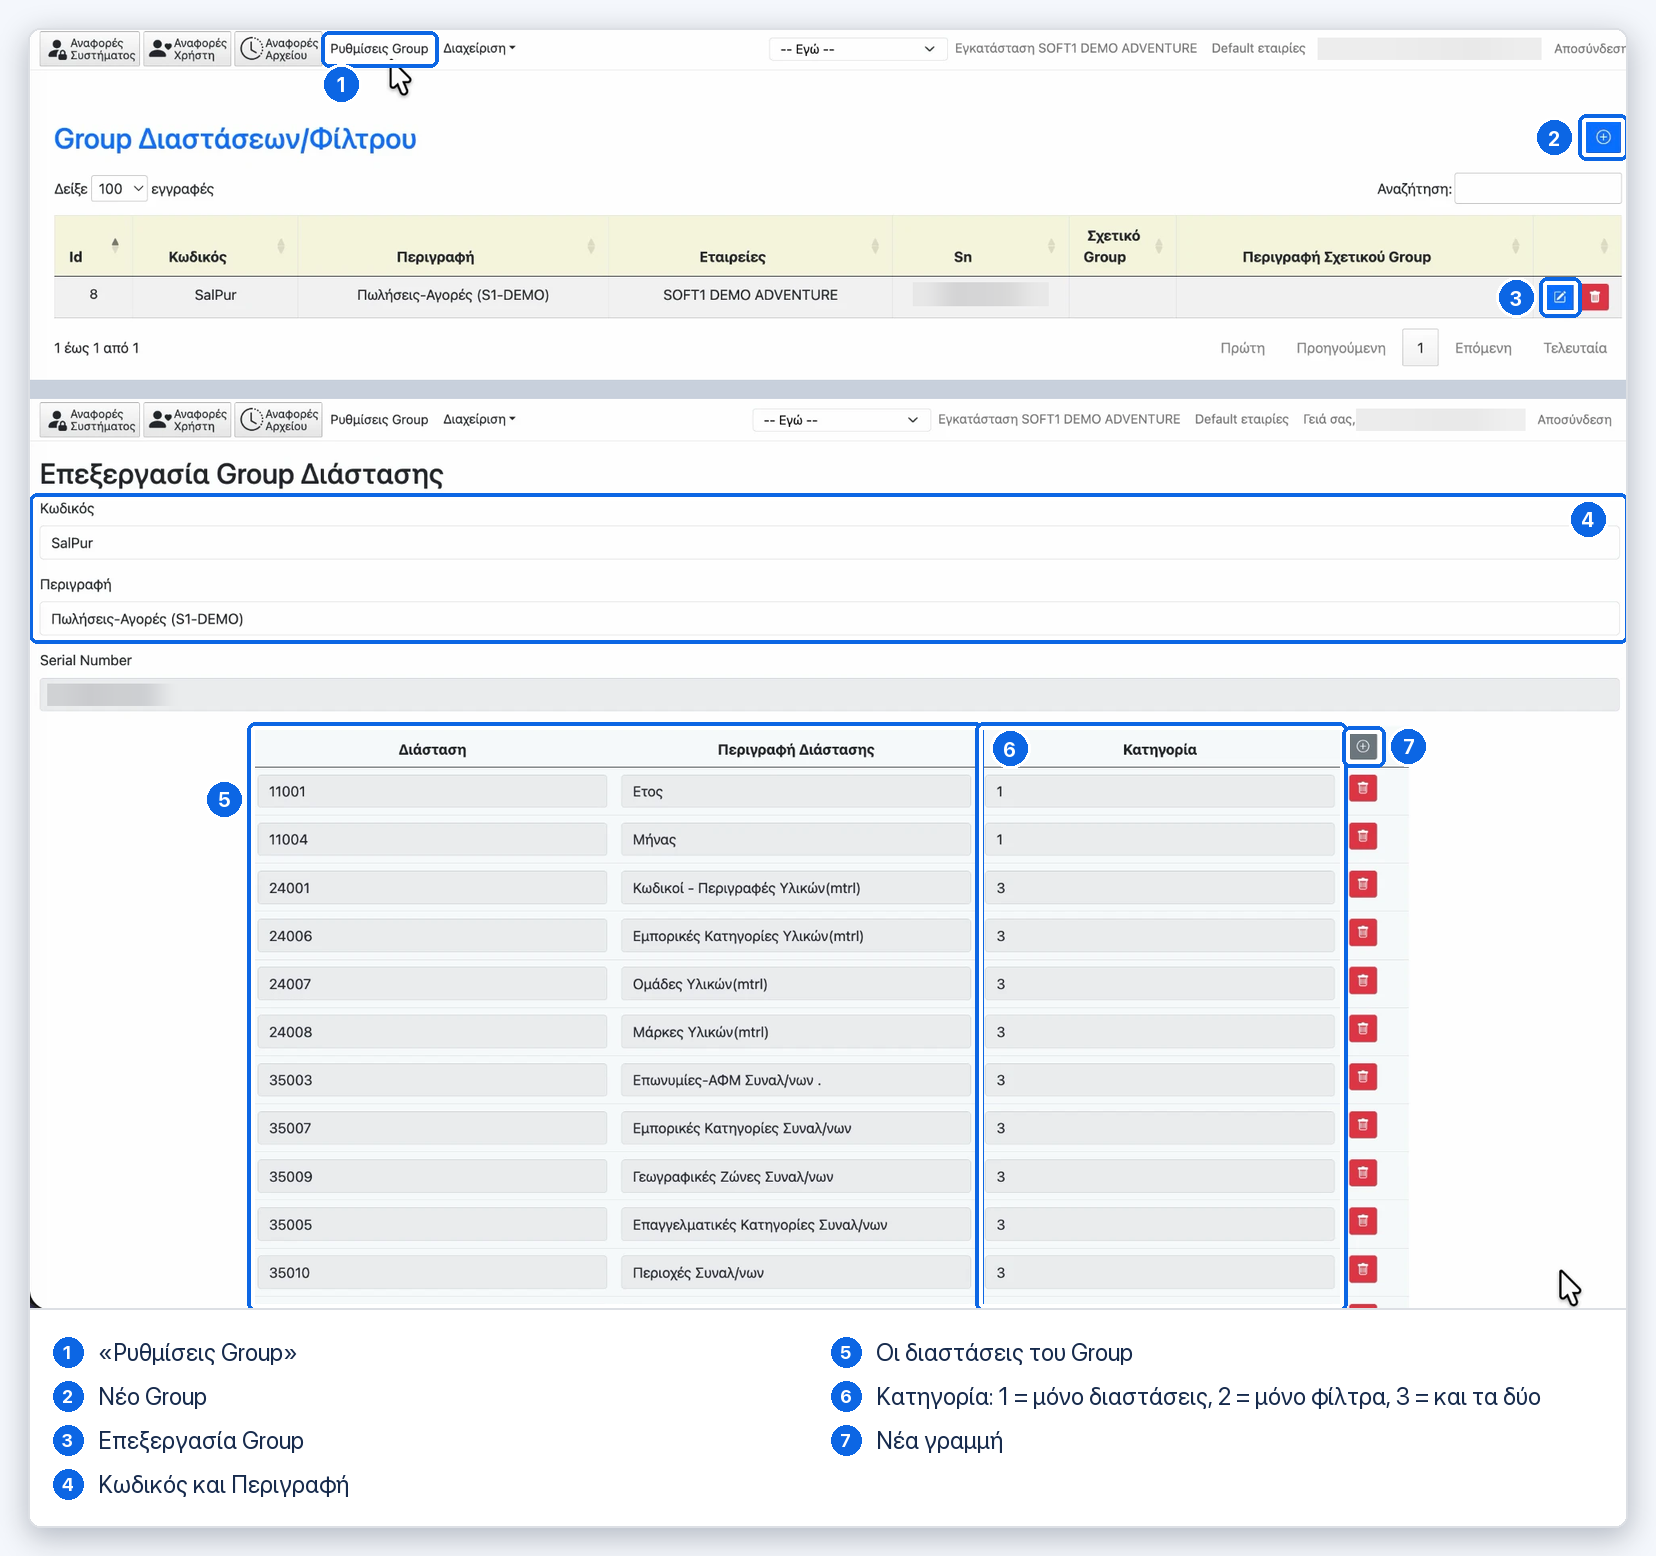 Αναφορές Συστήματος Αναφορές Χρήστη Αναφορές Αρχείου Ρυθμίσεις Group Διαχείριση -- Εγώ -- Εγκατάσταση SOFT1 DEMO ADVENTURE Default εταιρίες Αποσύνδεση
1
Group Διαστάσεων/Φίλτρου 2
Δείξε 100 εγγραφές Αναζήτηση:
Id Κωδικός Περιγραφή Εταιρείες Sn Σχετικό Group Περιγραφή Σχετικού Group
8 SalPur Πωλήσεις-Αγορές (S1-DEMO) SOFT1 DEMO ADVENTURE 3
1 έως 1 από 1 Πρώτη Προηγούμενη 1 Επόμενη Τελευταία
Αναφορές Συστήματος Αναφορές Χρήστη Αναφορές Αρχείου Ρυθμίσεις Group Διαχείριση -- Εγώ -- Εγκατάσταση SOFT1 DEMO ADVENTURE Default εταιρίες Γειά σας, Αποσύνδεση
Επεξεργασία Group Διάστασης
Κωδικός 4
SalPur
Περιγραφή
Πωλήσεις-Αγορές (S1-DEMO)
Serial Number
Διάσταση Περιγραφή Διάστασης 6 Κατηγορία 7
5
11001 Ετος 1
11004 Μήνας 1
24001 Κωδικοί - Περιγραφές Υλικών(mtrl) 3
24006 Εμπορικές Κατηγορίες Υλικών(mtrl) 3
24007 Ομάδες Υλικών(mtrl) 3
24008 Μάρκες Υλικών(mtrl) 3
35003 Επωνυμίες-ΑΦΜ Συναλ/νων . 3
35007 Εμπορικές Κατηγορίες Συναλ/νων 3
35009 Γεωγραφικές Ζώνες Συναλ/νων 3
35005 Επαγγελματικές Κατηγορίες Συναλ/νων 3
35010 Περιοχές Συναλ/νων 3
1 «Ρυθμίσεις Group»
2 Νέο Group
3 Επεξεργασία Group
4 Κωδικός και Περιγραφή
5 Οι διαστάσεις του Group
6 Κατηγορία: 1 = μόνο διαστάσεις, 2 = μόνο φίλτρα, 3 = και τα δύο
7 Νέα γραμμή